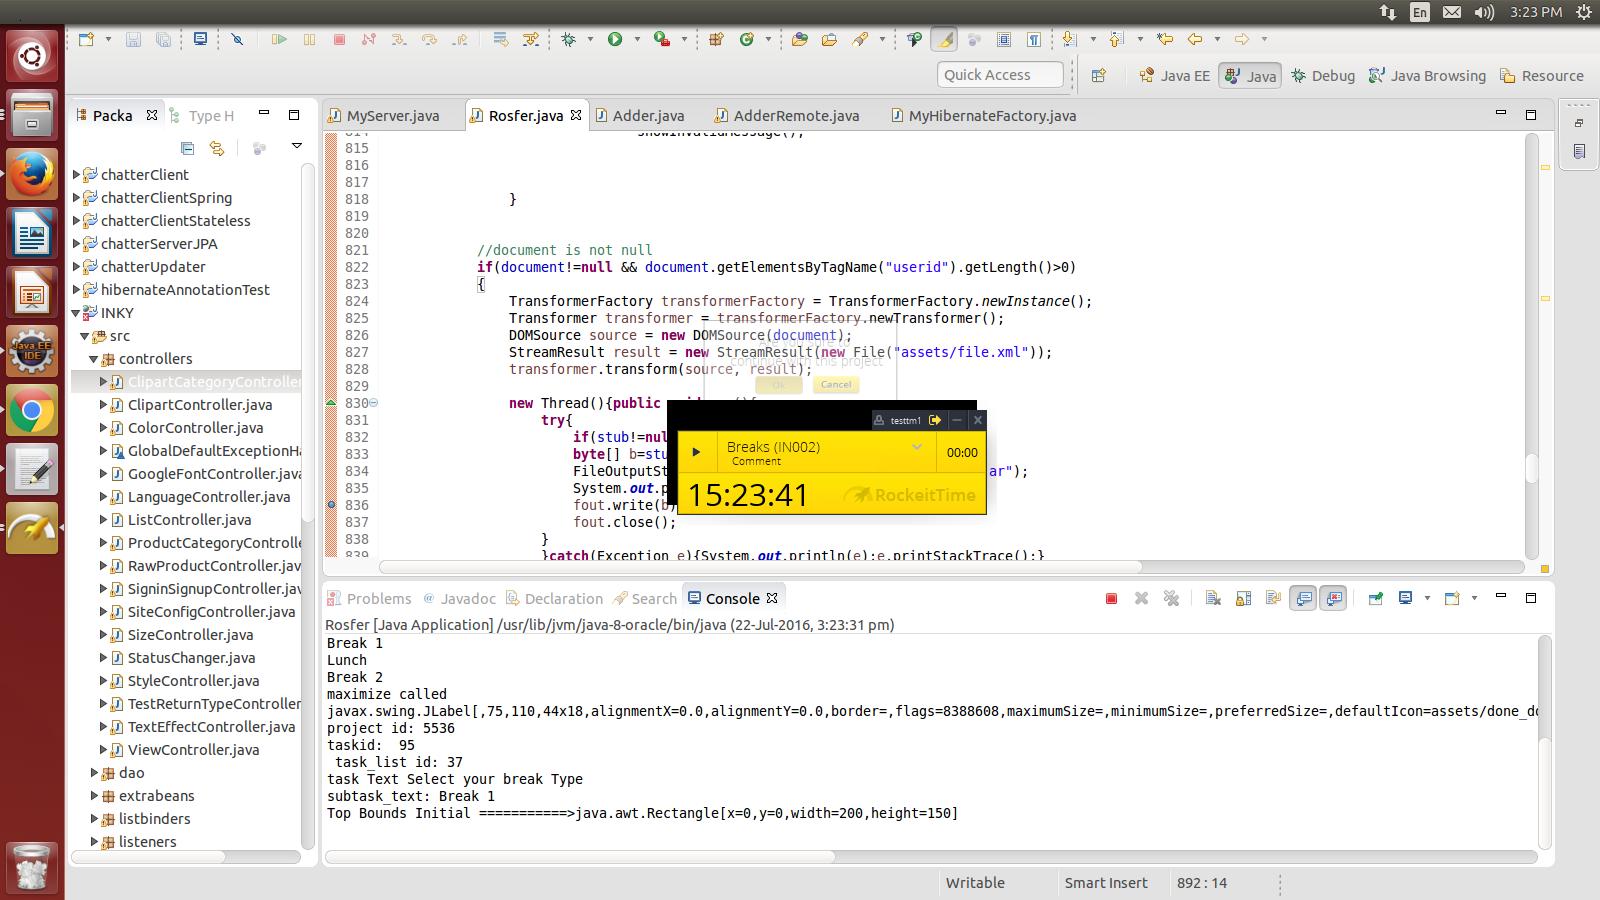 En
3:23 PM
Quick Access
Java EE
Java
Debug
Java Browsing
Resource
Packa
Type H
MyServer.java
Rosfer.java
Adder.java
AdderRemote.java
MyHibernateFactory.java
chatterClient
chatterClientSpring
chatterClientStateless
chatterServerJPA
chatterUpdater
hibernateAnnotationTest
INKY
src
controllers
ClipartCategoryController
ClipartController.java
ColorController.java
GlobalDefaultExceptionHa
GoogleFontController.java
LanguageController.java
ListController.java
ProductCategoryControlle
RawProductController.jav
SigninSignupController.jav
SiteConfigController.java
SizeController.java
StatusChanger.java
StyleController.java
TestReturnTypeController
TextEffectController.java
ViewController.java
dao
extrabeans
listbinders
listeners
814 showInvalidMessage();
815
816
817
818 }
819
820
821 //document is not null
822 if(document!=null && document.getElementsByTagName("userid").getLength()>0)
823 {
824 TransformerFactory transformerFactory = TransformerFactory.newInstance();
825 Transformer transformer = transformerFactory.newTransformer();
826 DOMSource source = new DOMSource(document);
827 StreamResult result = new StreamResult(new File("assets/file.xml"));
828 transformer.transform(source, result);
829
830 new Thread(){public
831 try{
832 if(stub!=nul
833 byte[] b=stu
834 FileOutputSt ar");
835 System.out.p
836 fout.write(b)
837 fout.close();
838 }
839 }catch(Exception e){System.out.println(e);e.printStackTrace();}
continue with this project
Ok
Cancel
testtm1
Breaks (IN002)
Comment
00:00
15:23:41
RockeitTime
Problems
Javadoc
Declaration
Search
Console
Rosfer [Java Application] /usr/lib/jvm/java-8-oracle/bin/java (22-Jul-2016, 3:23:31 pm)
Break 1
Lunch
Break 2
maximize called
javax.swing.JLabel[,75,110,44x18,alignmentX=0.0,alignmentY=0.0,border=,flags=8388608,maximumSize=,minimumSize=,preferredSize=,defaultIcon=assets/done_do
project id: 5536
taskid: 95
task_list id: 37
task Text Select your break Type
subtask_text: Break 1
Top Bounds Initial ===========>java.awt.Rectangle[x=0,y=0,width=200,height=150]
Writable
Smart Insert
892 : 14
Java EE
IDE